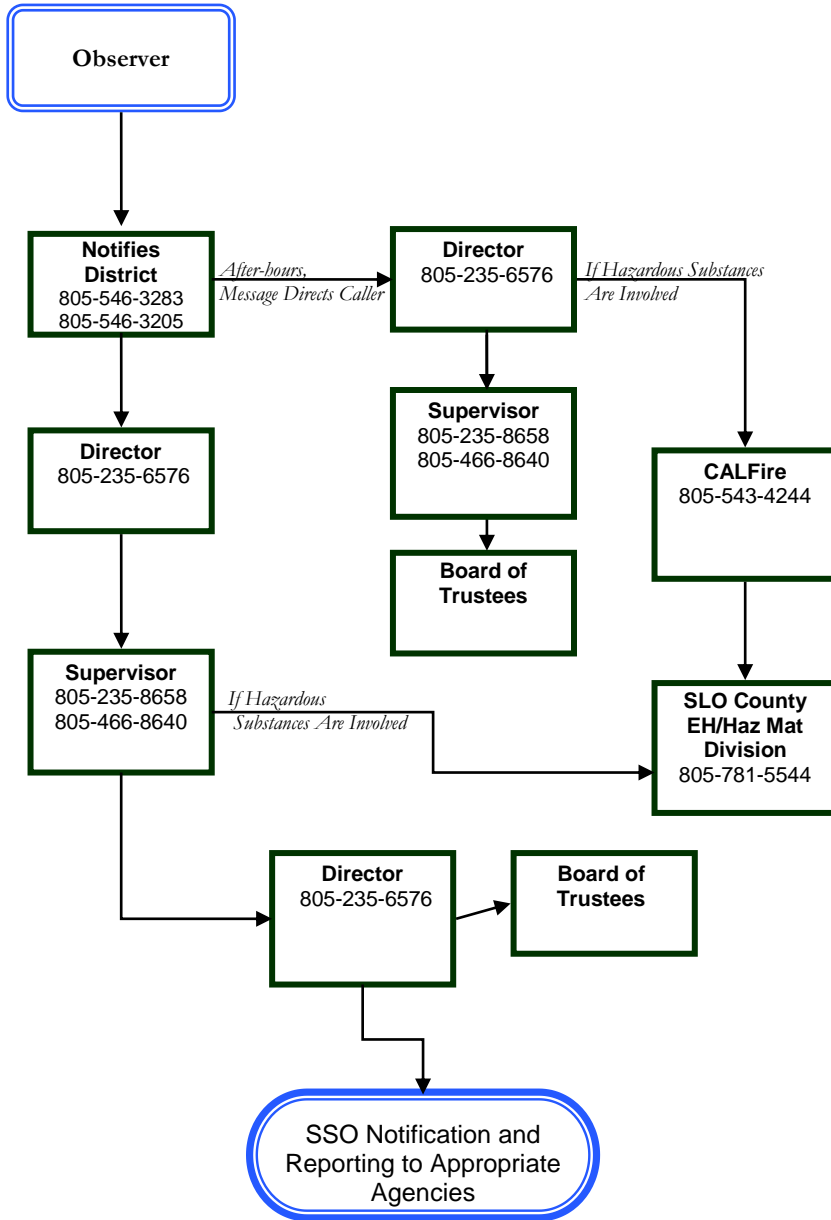 Observer
Notifies
District
805-546-3283
805-546-3205
After-hours,
Message Directs Caller
Director
805-235-6576
If Hazardous Substances
Are Involved
Supervisor
805-235-8658
805-466-8640
Board of
Trustees
CALFire
805-543-4244
Director
805-235-6576
Supervisor
805-235-8658
805-466-8640
If Hazardous
Substances Are Involved
SLO County
EH/Haz Mat
Division
805-781-5544
Director
805-235-6576
Board of
Trustees
SSO Notification and
Reporting to Appropriate
Agencies